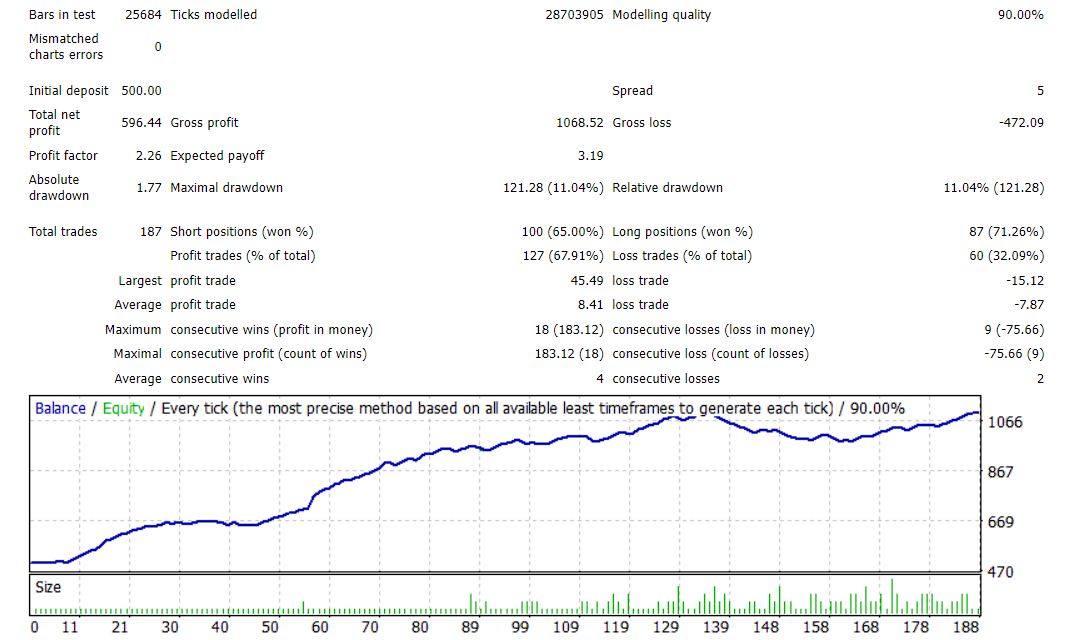 Bars in test 25684 Ticks modelled 28703905 Modelling quality 90.00%
Mismatched
charts errors 0
Initial deposit 500.00 Spread 5
Total net
profit 596.44 Gross profit 1068.52 Gross loss -472.09
Profit factor 2.26 Expected payoff 3.19
Absolute
drawdown 1.77 Maximal drawdown 121.28 (11.04%) Relative drawdown 11.04% (121.28)
Total trades 187 Short positions (won %) 100 (65.00%) Long positions (won %) 87 (71.26%)
Profit trades (% of total) 127 (67.91%) Loss trades (% of total) 60 (32.09%)
Largest profit trade 45.49 loss trade -15.12
Average profit trade 8.41 loss trade -7.87
Maximum consecutive wins (profit in money) 18 (183.12) consecutive losses (loss in money) 9 (-75.66)
Maximal consecutive profit (count of wins) 183.12 (18) consecutive loss (count of losses) -75.66 (9)
Average consecutive wins 4 consecutive losses 2
Balance / Equity / Every tick (the most precise method based on all available least timeframes to generate each tick) / 90.00%
1066
867
669
470
Size
0 11 21 30 40 50 60 70 80 89 99 109 119 129 139 148 158 168 178 188